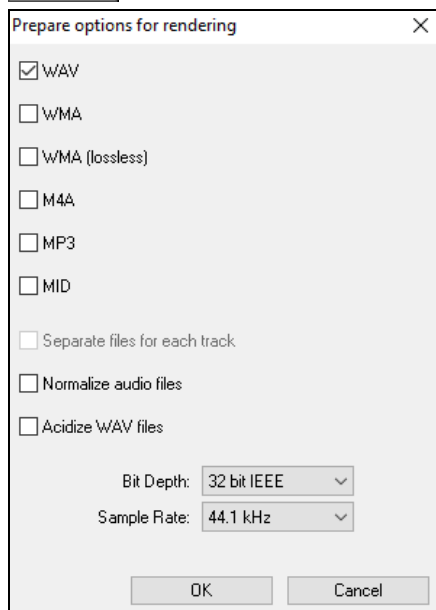 Prepare options for rendering
WAV
WMA
WMA (lossless)
M4A
MP3
MID
Separate files for each track
Normalize audio files
Acidize WAV files
Bit Depth: 32 bit IEEE
Sample Rate: 44.1 kHz
OK Cancel